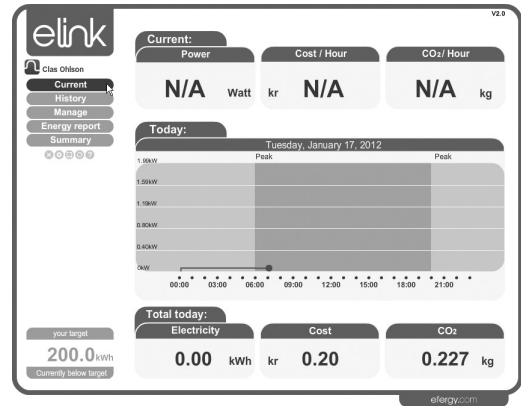 V2.0
elink
Clas Ohlson
Current
History
Manage
Energy report
Summary
your target
200.0kWh
Currently below target
Current:
Power
Cost / Hour
CO2/ Hour
N/A Watt
kr N/A
N/A kg
Today:
Tuesday, January 17, 2012
Peak Peak
1.99kW
1.59kW
1.19kW
0.80kW
0.40kW
0kW
00:00 03:00 06:00 09:00 12:00 15:00 18:00 21:00
Total today:
Electricity
Cost
CO2
0.00 kWh
kr 0.20
0.227 kg
efergy.com